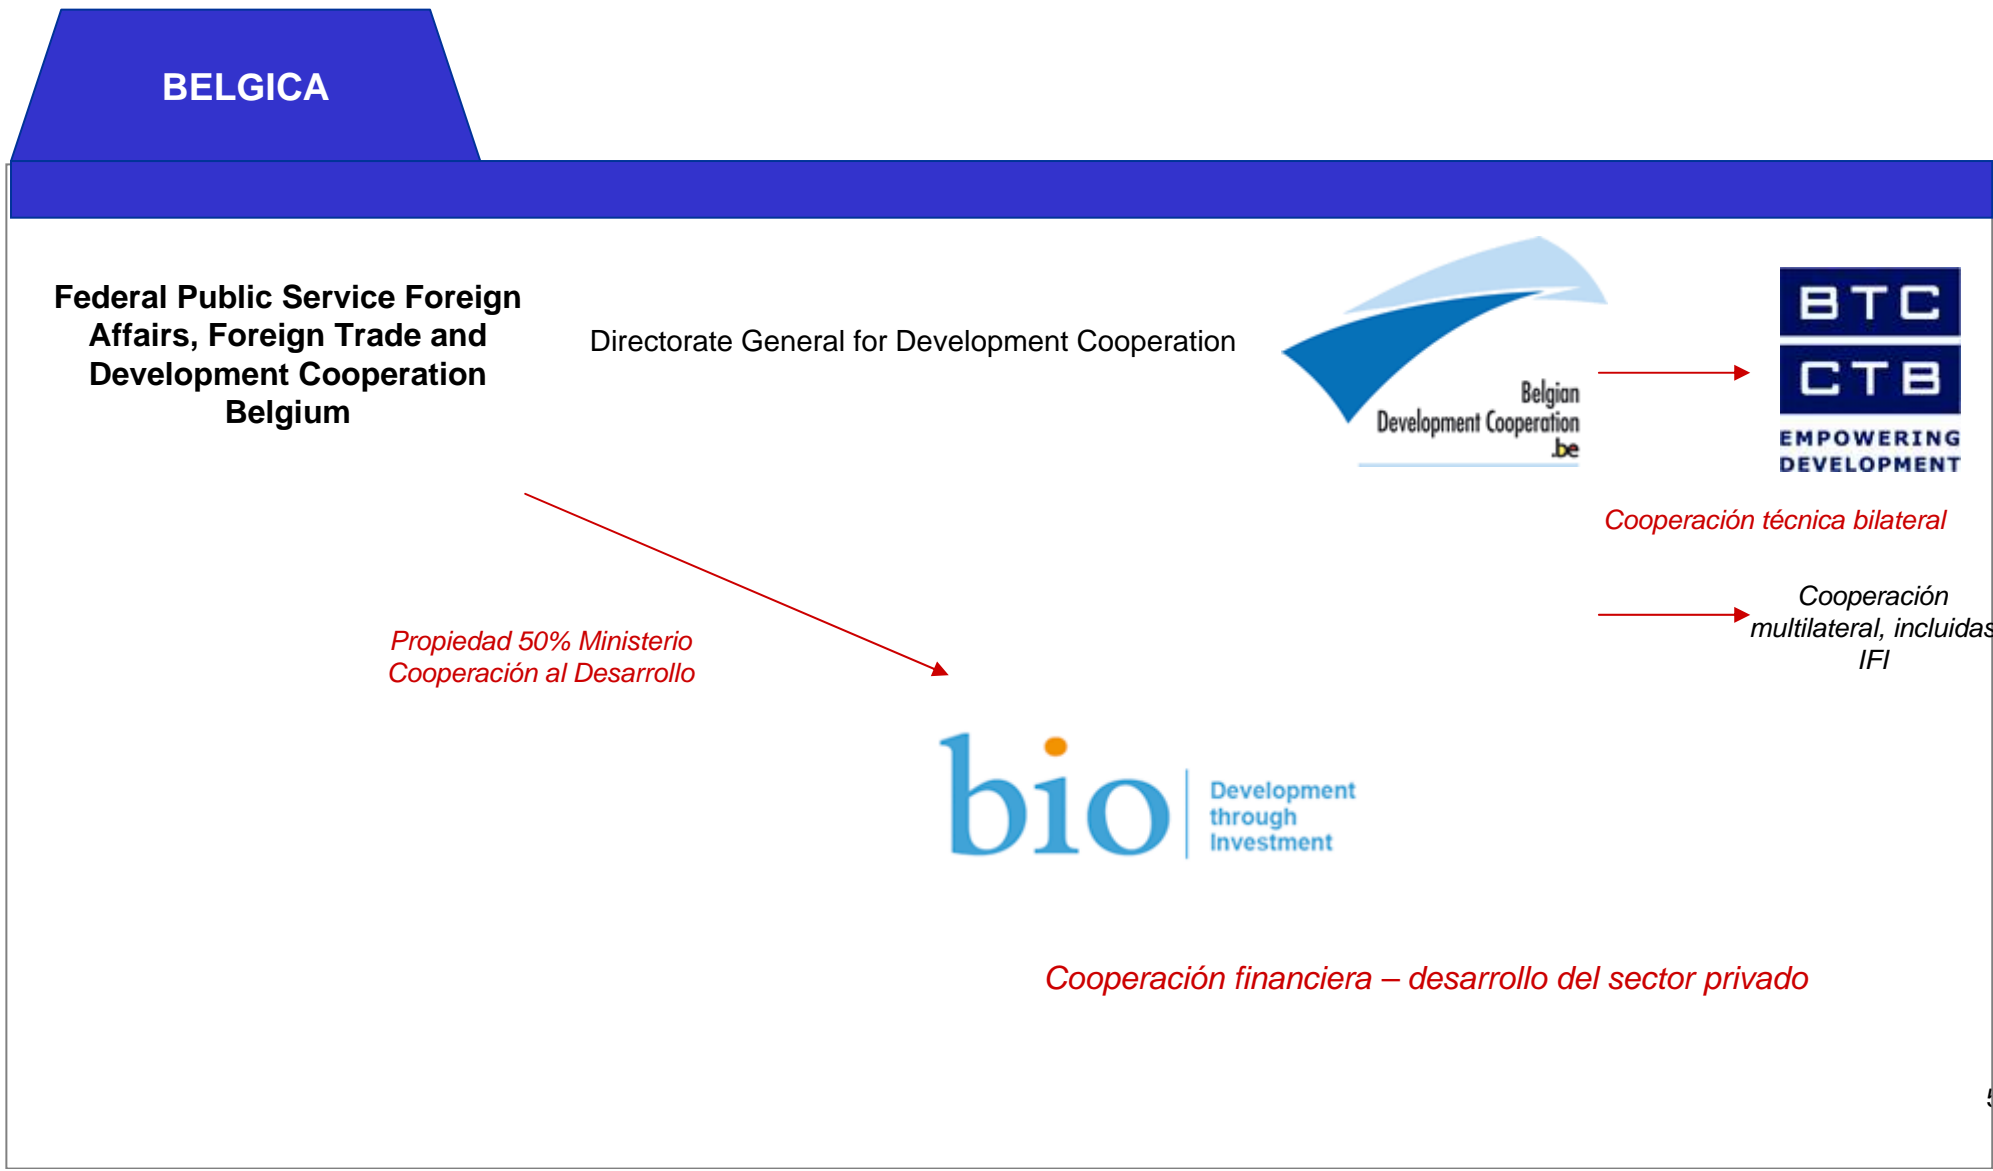 BELGICA
Federal Public Service Foreign
Affairs, Foreign Trade and
Development Cooperation
Belgium
Directorate General for Development Cooperation
Belgian
Development Cooperation
.be
BTC
CTB
EMPOWERING
DEVELOPMENT
Cooperación técnica bilateral
Cooperación
multilateral, incluidas
IFI
Propiedad 50% Ministerio
Cooperación al Desarrollo
bio
Development
through
Investment
Cooperación financiera – desarrollo del sector privado